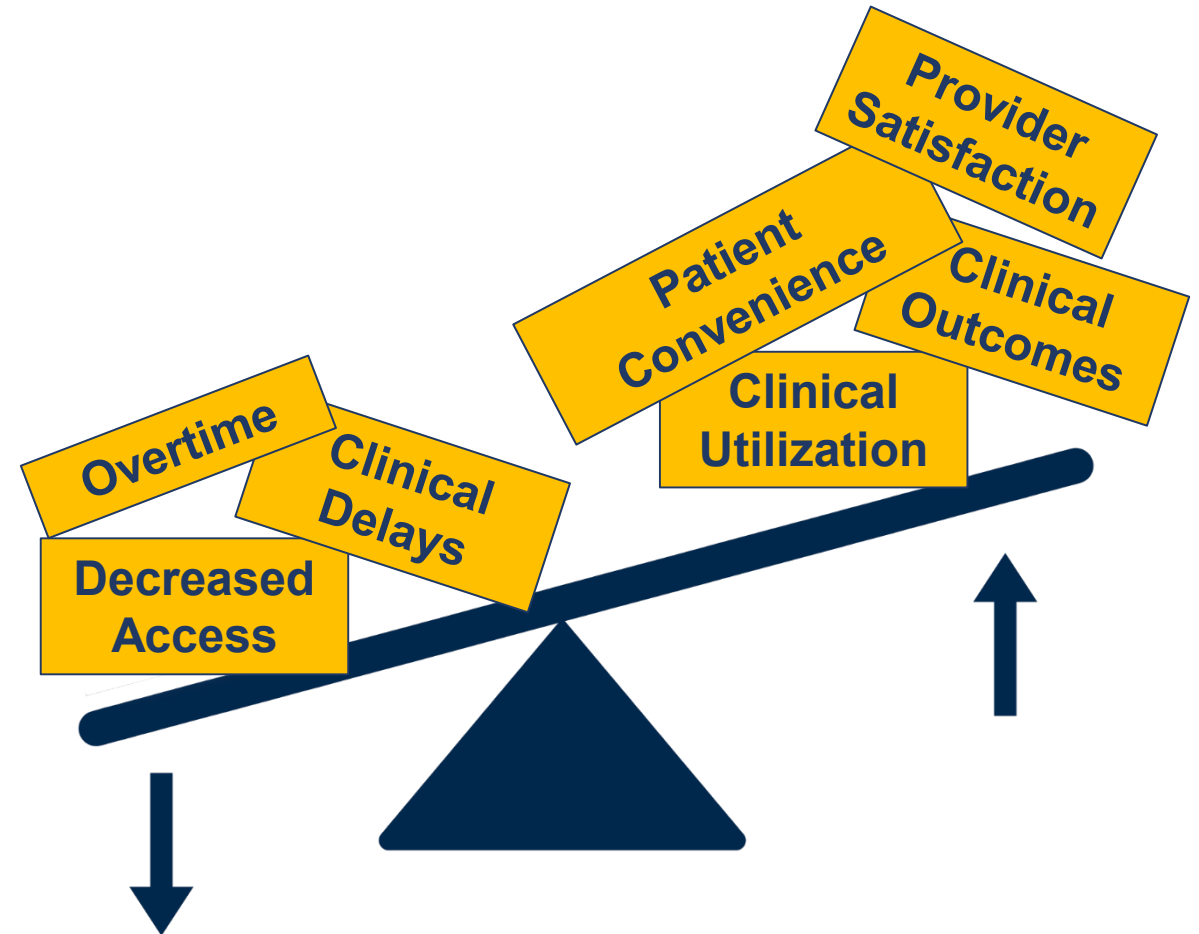 Provider
Satisfaction
Patient
Convenience
Clinical
Outcomes
Clinical
Utilization
Overtime
Clinical
Delays
Decreased
Access